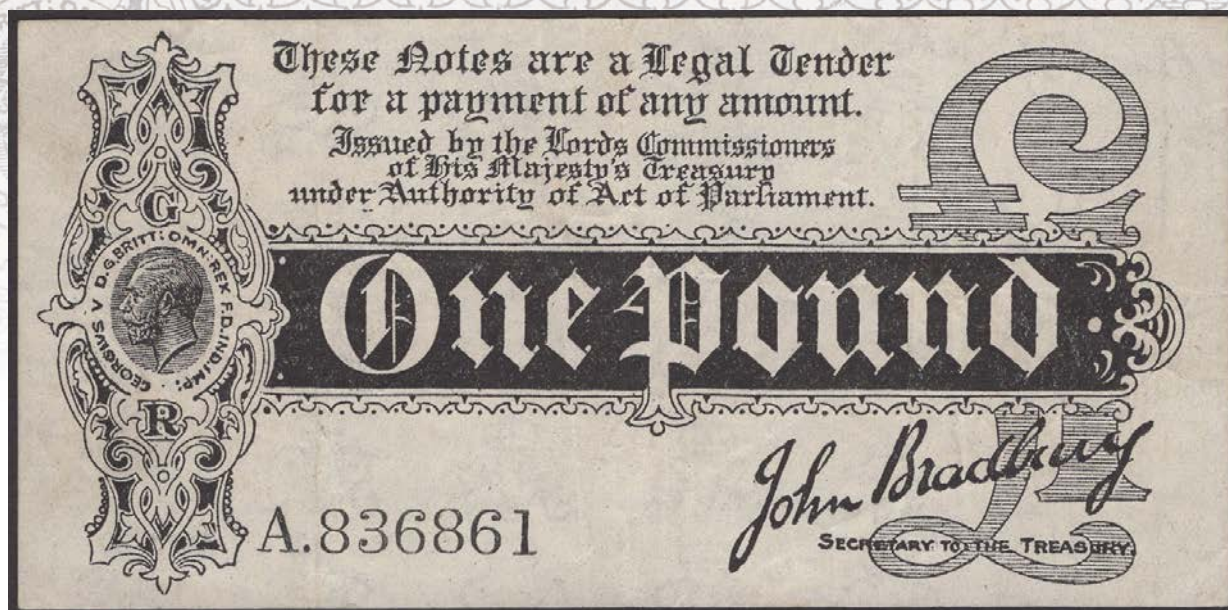 These Notes are a Legal Tender
for a payment of any amount.
Issued by the Lords Commissioners
of His Majesty's Treasury
under Authority of Act of Parliament.
£1
G
GEORGIVS V D.G.BRITT: OMN: REX F.D. IND: IMP:
R
One Pound
£1
John Bradbury
SECRETARY TO THE TREASURY.
A.836861